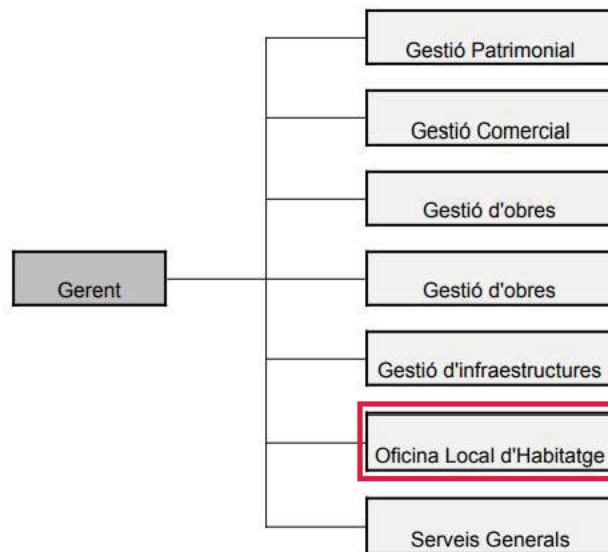 Gestió Patrimonial
Gestió Comercial
Gestió d'obres
Gerent
Gestió d'obres
Gestió d'infraestructures
Oficina Local d'Habitatge
Serveis Generals